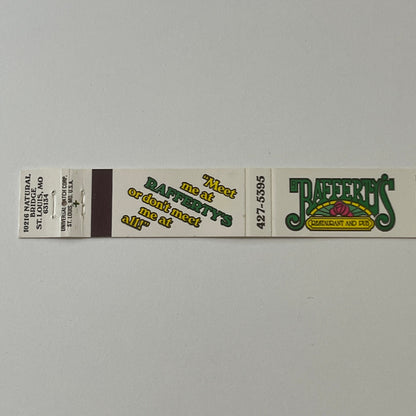 10216 NATURAL
BRIDGE
ST. LOUIS, MO
63134
UNIVERSAL MATCH CORP.
ST. LOUIS, MO. U.S.A.
"Meet
me at
RAFFERTY'S
or don't meet
me at
all!"
427-5395
RAFFERTY'S
RESTAURANT AND PUB